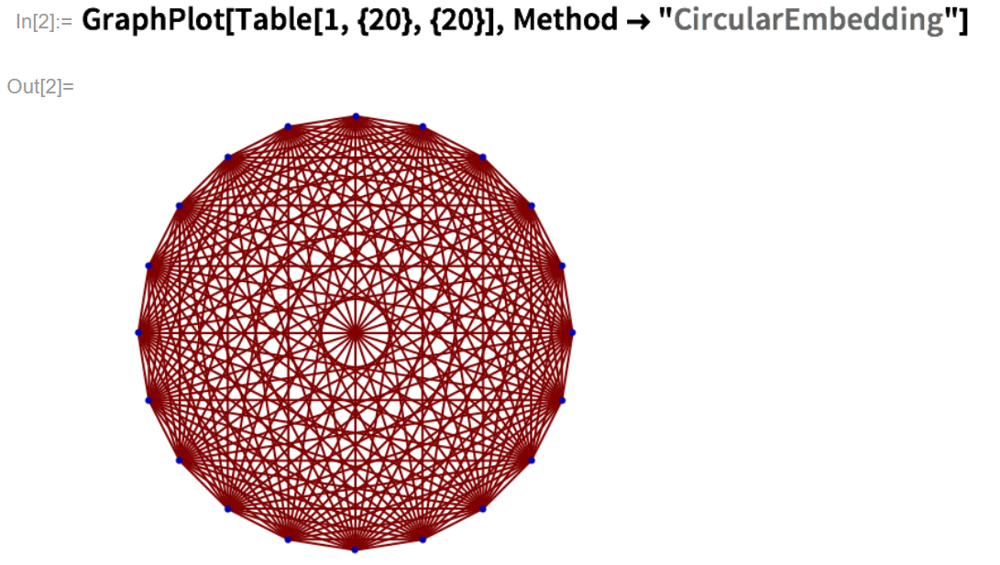 In[2]:= GraphPlot[Table[1, {20}, {20}], Method → "CircularEmbedding"]
Out[2]=